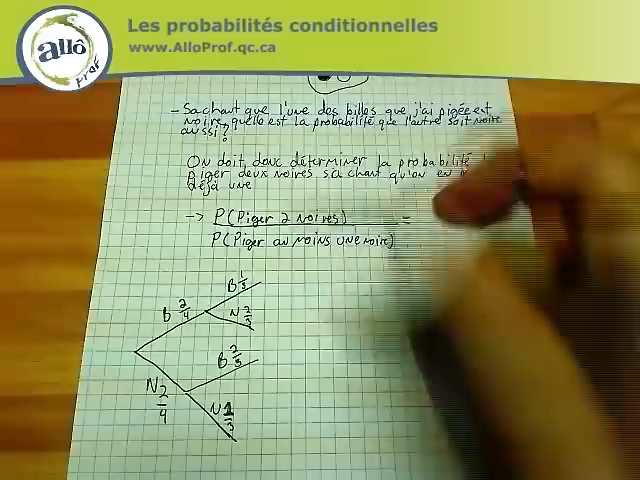 Les probabilités conditionnelles
www.AlloProf.qc.ca
allô
prof
- Sachant que l'une des billes que j'ai pigée est
noire, quelle est la probabilité que l'autre soit noire
aussi?
On doit donc déterminer la probabilité
piger deux noires sachant qu'on en
déjà une
→ P(Piger 2 noires) =
P(Piger au moins une noire)
B 1/3
B 2/4
N 2/3
B 2/3
N 2/4
N 1/3